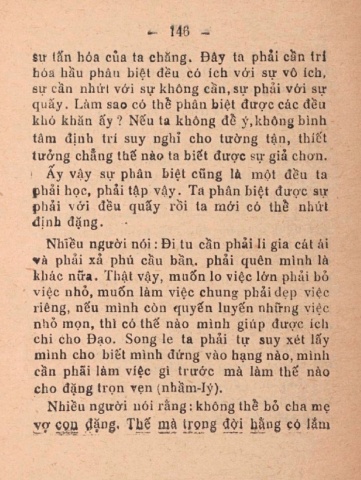 - 146 -
sư tấn hóa của ta chăng. Đây ta phải cần trí
hóa hầu phân biệt đều có ích với sự vô ích,
sự cần nhứt với sự không cần, sự phải với sự
quấy. Làm sao có thể phân biệt được các đều
khó khăn ấy? Nếu ta không đề ý, không bình
tâm định trí suy nghỉ cho tường tận, thiết
tưởng chẳng thế nào ta biết được sự giả chơn.
Ấy vậy sự phân biệt cũng là một đều ta
phải học, phải tập vậy. Ta phân biệt được sự
phải với đều quấy rồi ta mới có thể nhứt
định đặng.
Nhiều người nói: Đi tu cần phải li gia cát ái
và phải xả phú cầu bần. phải quên mình là
khác nữa. Thật vậy, muốn lo việc lớn phải bỏ
việc nhỏ, muốn làm việc chung phải dẹp việc
riêng, nếu mình còn quyến luyến những việc
nhỏ mọn, thì có thế nào mình giúp được ích
chi cho Đạo. Song le ta phải tự suy xét lấy
mình cho biết mình đứng vào hạng nào, mình
cần phải làm việc gì trước mà làm thế nào
cho đặng trọn vẹn (nhầm-lý).
Nhiều người nói rằng: không thể bỏ cha mẹ
vợ con đặng. Thế mà trong đời hằng có lắm